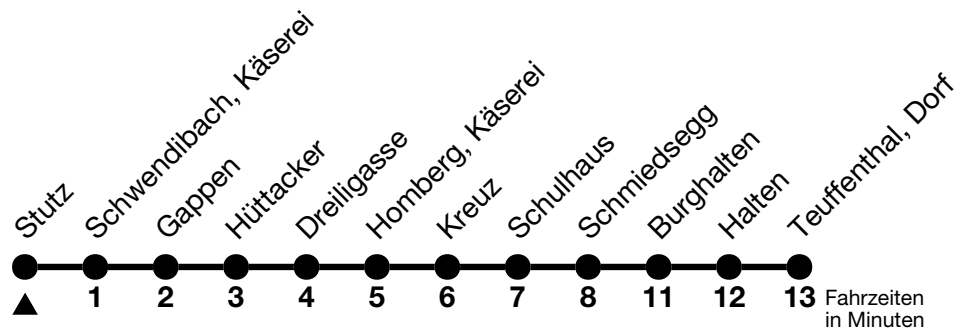 Stutz
Schwendibach, Käserei
Gappen
Hüttacker
Dreiligasse
Homberg, Käserei
Kreuz
Schulhaus
Schmiedsegg
Burghalten
Halten
Teuffenthal, Dorf
1 2 3 4 5 6 7 8 11 12 13 Fahrzeiten
in Minuten